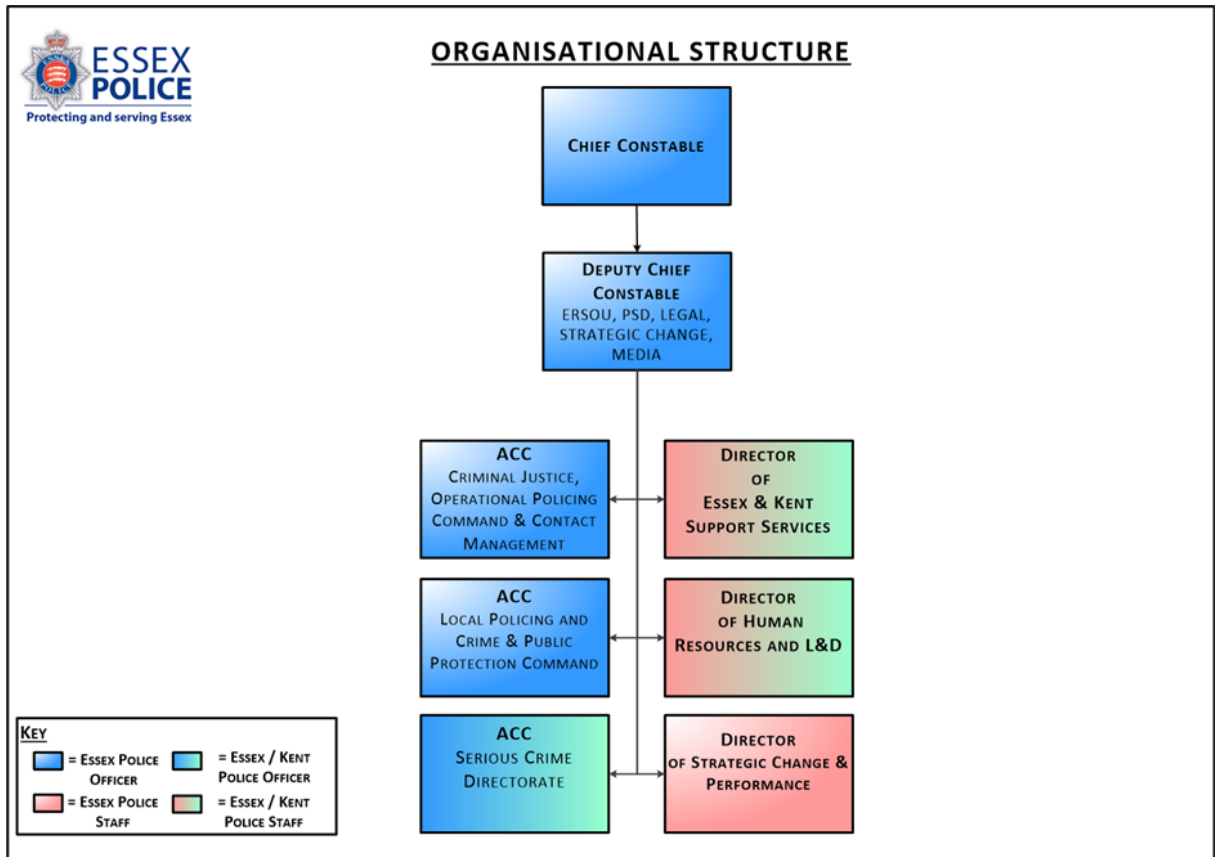 ESSEX
POLICE
ESSEX
POLICE
Protecting and serving Essex
ORGANISATIONAL STRUCTURE
CHIEF CONSTABLE
DEPUTY CHIEF
CONSTABLE
ERSOU, PSD, LEGAL,
STRATEGIC CHANGE,
MEDIA
ACC
CRIMINAL JUSTICE,
OPERATIONAL POLICING
COMMAND & CONTACT
MANAGEMENT
DIRECTOR
OF
ESSEX & KENT
SUPPORT SERVICES
ACC
LOCAL POLICING AND
CRIME & PUBLIC
PROTECTION COMMAND
DIRECTOR
OF HUMAN
RESOURCES AND L&D
ACC
SERIOUS CRIME
DIRECTORATE
DIRECTOR
OF STRATEGIC CHANGE &
PERFORMANCE
KEY
= ESSEX POLICE
OFFICER
= ESSEX / KENT
POLICE OFFICER
= ESSEX POLICE
STAFF
= ESSEX / KENT
POLICE STAFF